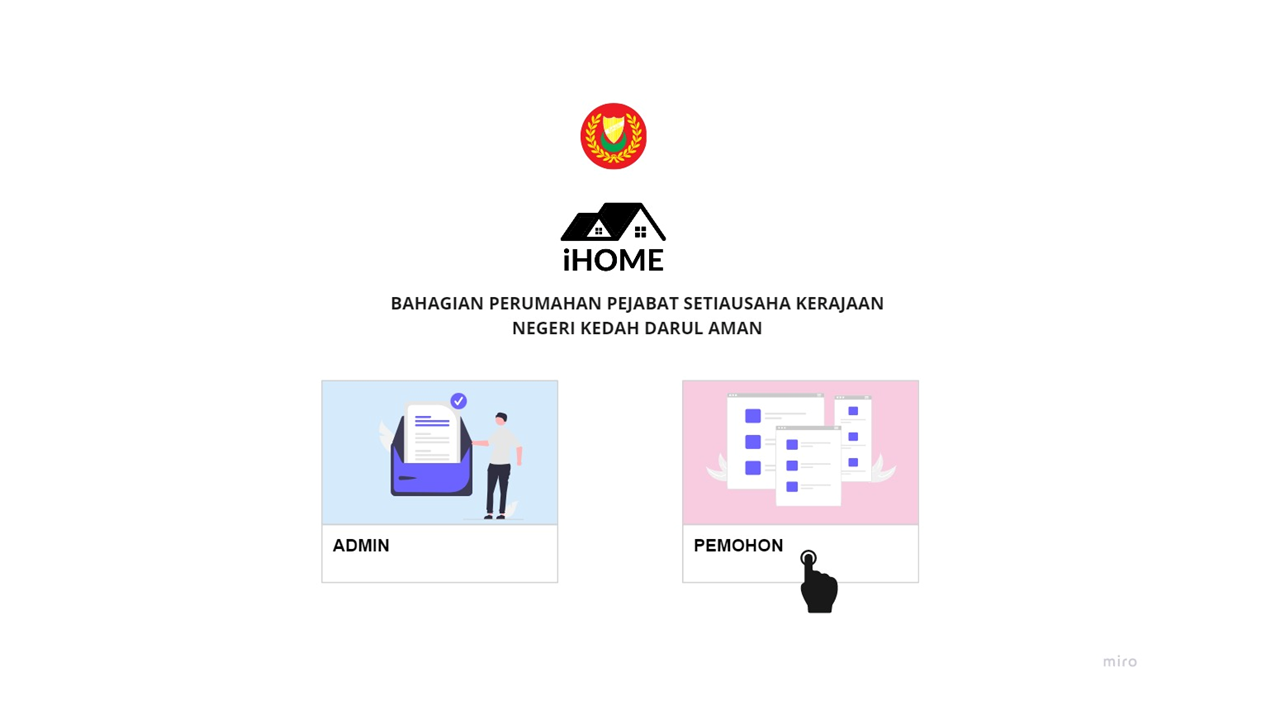 iHOME
BAHAGIAN PERUMAHAN PEJABAT SETIAUSAHA KERAJAAN
NEGERI KEDAH DARUL AMAN
ADMIN
PEMOHON
miro